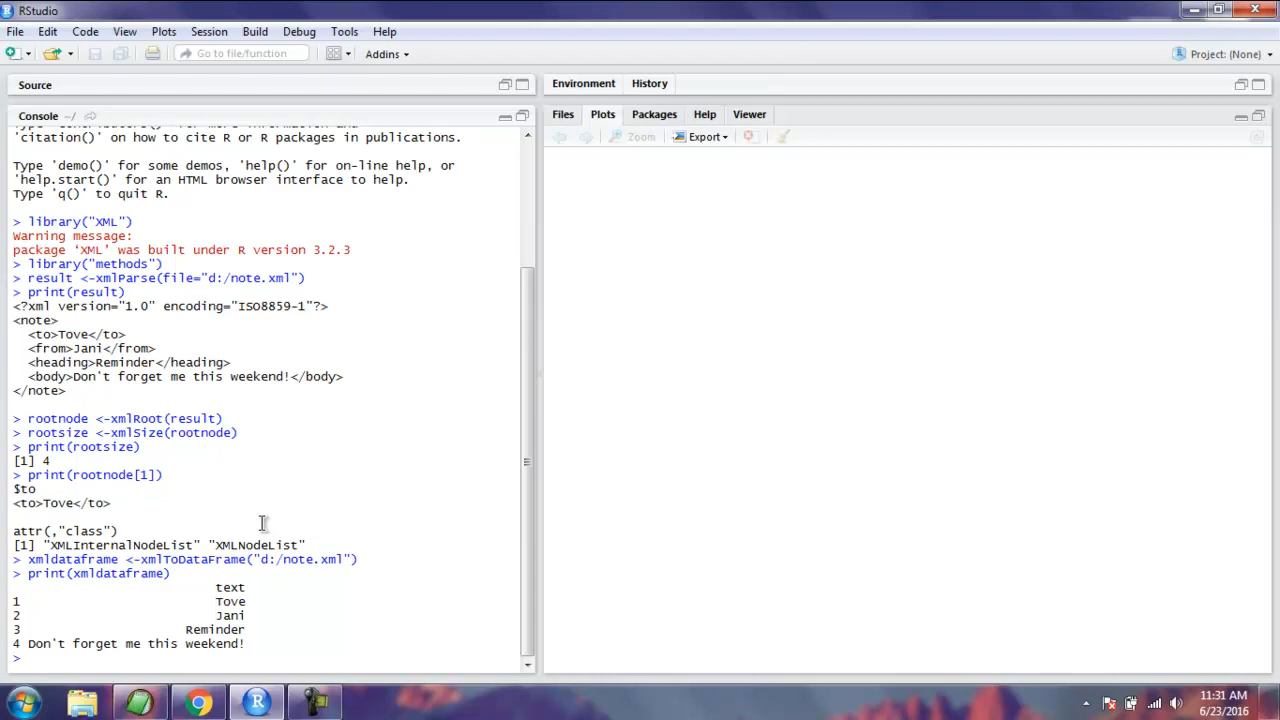 RStudio
File Edit Code View Plots Session Build Debug Tools Help
Go to file/function Addins Project: (None)
Source
Environment History
Console ~/
Files Plots Packages Help Viewer
Zoom Export
'citation()' on how to cite R or R packages in publications.
Type 'demo()' for some demos, 'help()' for on-line help, or
'help.start()' for an HTML browser interface to help.
Type 'q()' to quit R.
> library("XML")
Warning message:
package ‘XML’ was built under R version 3.2.3
> library("methods")
> result <-xmlParse(file="d:/note.xml")
> print(result)
<?xml version="1.0" encoding="ISO8859-1"?>
<note>
<to>Tove</to>
<from>Jani</from>
<heading>Reminder</heading>
<body>Don't forget me this weekend!</body>
</note>
> rootnode <-xmlRoot(result)
> rootsize <-xmlSize(rootnode)
> print(rootsize)
[1] 4
> print(rootnode[1])
$to
<to>Tove</to>
attr(,"class")
[1] "XMLInternalNodeList" "XMLNodeList"
> xmldataframe <-xmlToDataFrame("d:/note.xml")
> print(xmldataframe)
text
1 Tove
2 Jani
3 Reminder
4 Don't forget me this weekend!
>
11:31 AM
6/23/2016